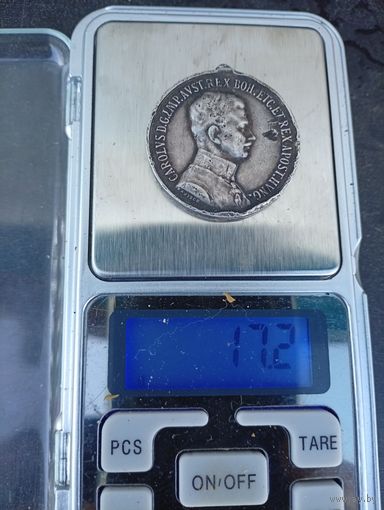 CAROLVS D.G.IMP.AVST.REX BOH.ETC.ET REX APOST.HVNG.
17.2
PCS
TARE
ON/OFF